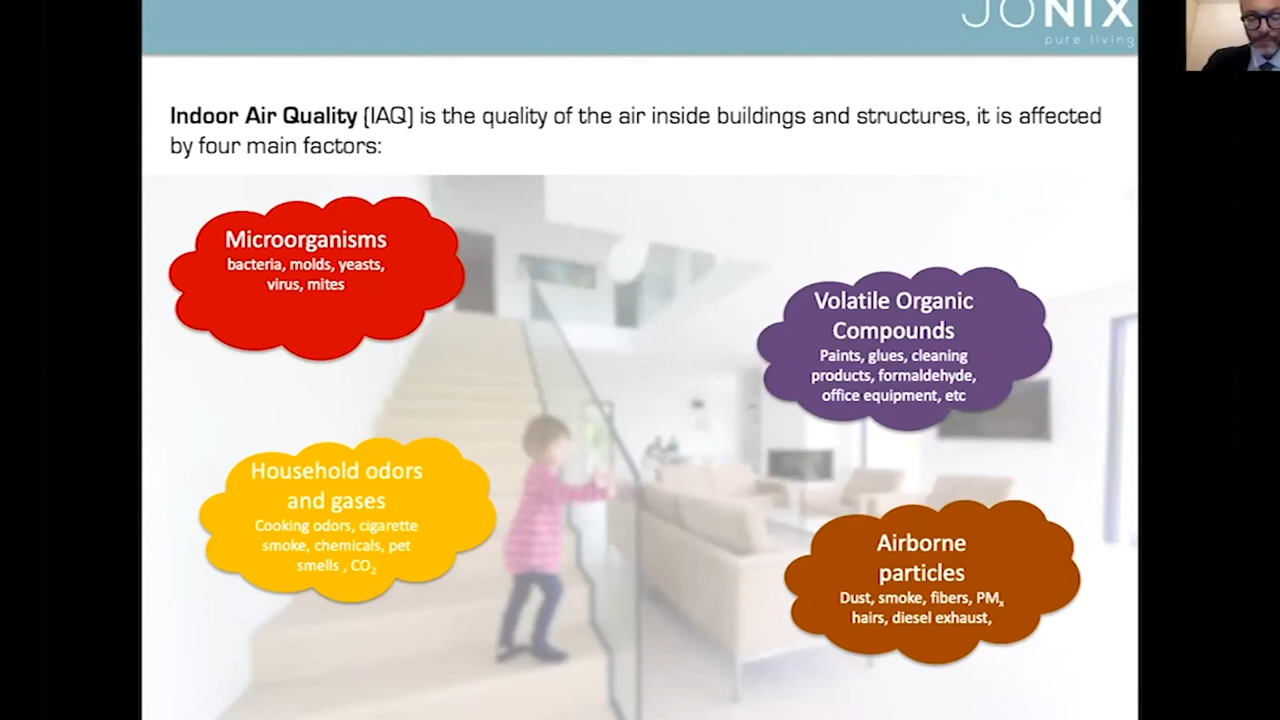 JONIX
pure living
Indoor Air Quality (IAQ) is the quality of the air inside buildings and structures, it is affected
by four main factors:
Microorganisms
bacteria, molds, yeasts,
virus, mites
Volatile Organic
Compounds
Paints, glues, cleaning
products, formaldehyde,
office equipment, etc
Household odors
and gases
Cooking odors, cigarette
smoke, chemicals, pet
smells , CO₂
Airborne
particles
Dust, smoke, fibers, PMₓ
hairs, diesel exhaust,